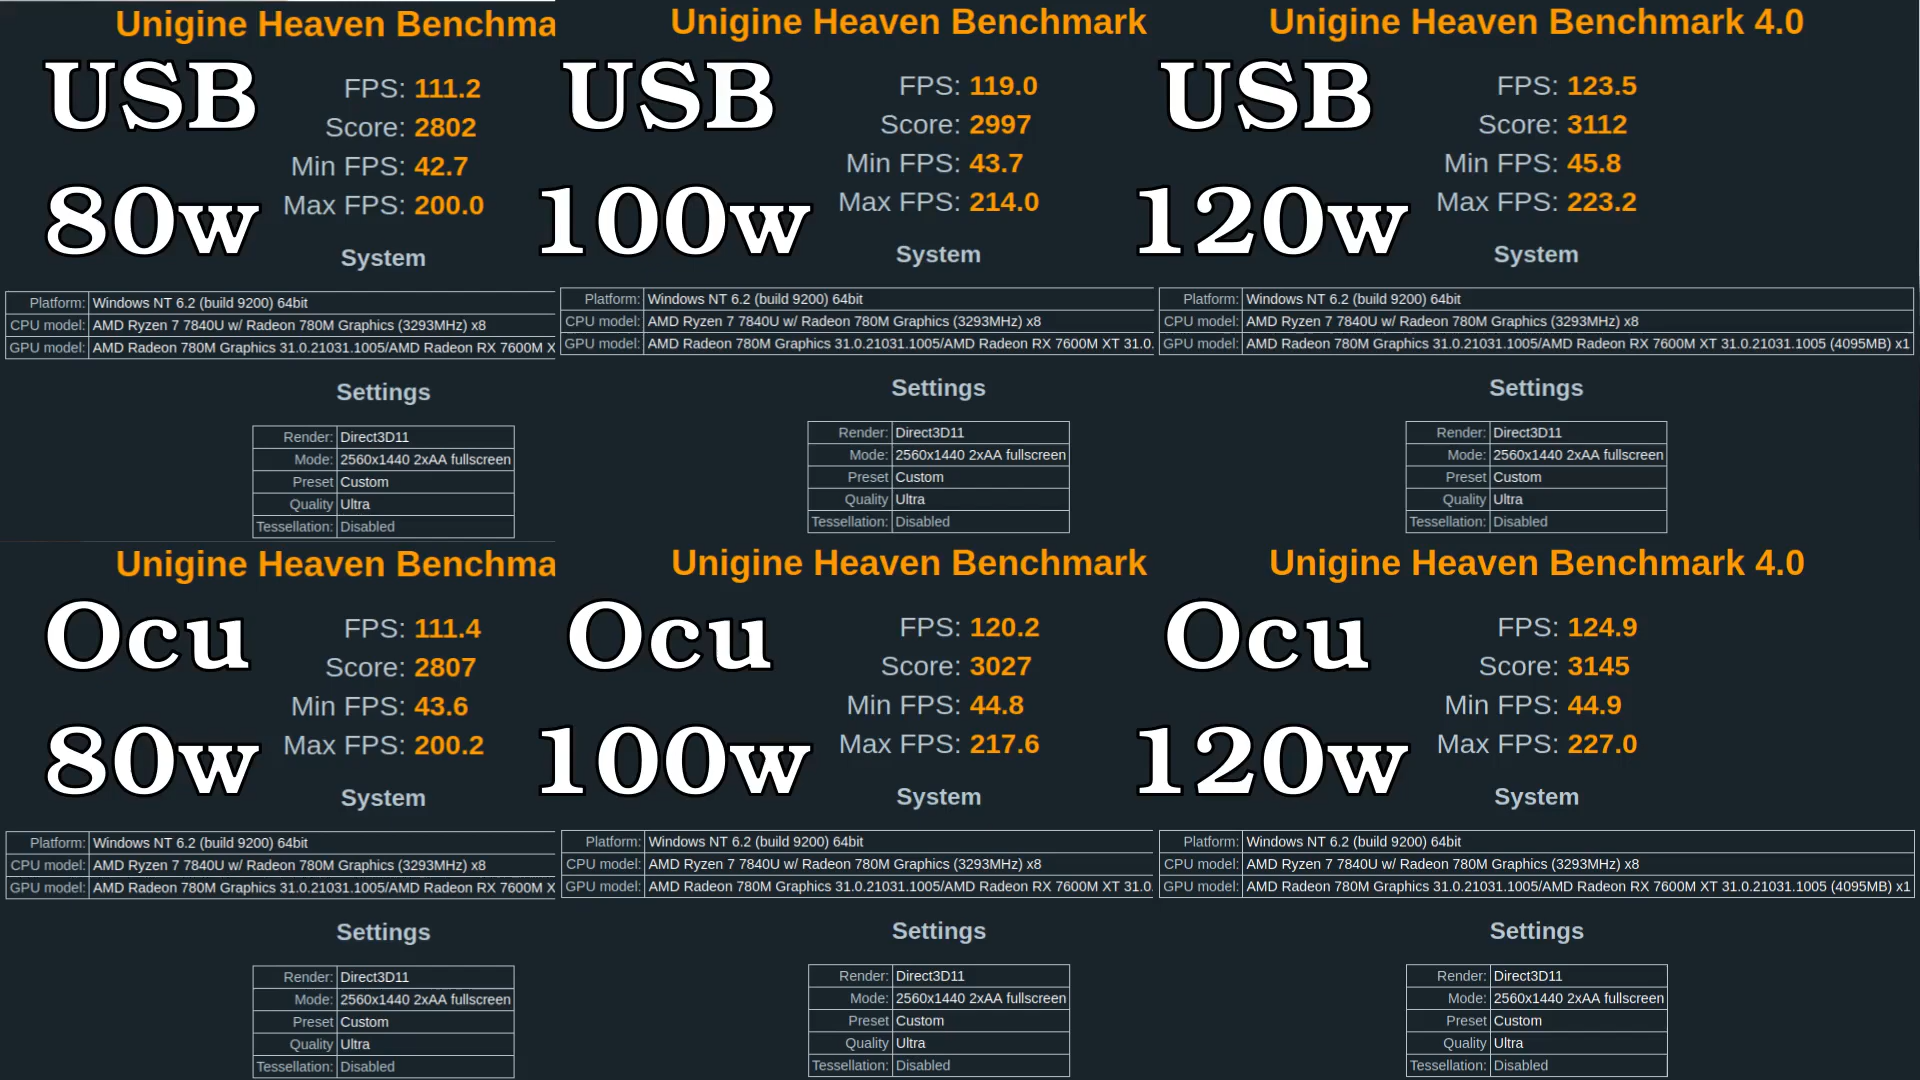 Unigine Heaven Benchma
USB
80w
FPS: 111.2
Score: 2802
Min FPS: 42.7
Max FPS: 200.0
System
Platform: Windows NT 6.2 (build 9200) 64bit
CPU model: AMD Ryzen 7 7840U w/ Radeon 780M Graphics (3293MHz) x8
GPU model: AMD Radeon 780M Graphics 31.0.21031.1005/AMD Radeon RX 7600M X
Settings
Render: Direct3D11
Mode: 2560x1440 2xAA fullscreen
Preset Custom
Quality Ultra
Tessellation: Disabled
Unigine Heaven Benchmark
USB
100w
FPS: 119.0
Score: 2997
Min FPS: 43.7
Max FPS: 214.0
System
Platform: Windows NT 6.2 (build 9200) 64bit
CPU model: AMD Ryzen 7 7840U w/ Radeon 780M Graphics (3293MHz) x8
GPU model: AMD Radeon 780M Graphics 31.0.21031.1005/AMD Radeon RX 7600M XT 31.0.
Settings
Render: Direct3D11
Mode: 2560x1440 2xAA fullscreen
Preset Custom
Quality Ultra
Tessellation: Disabled
Unigine Heaven Benchmark 4.0
USB
120w
FPS: 123.5
Score: 3112
Min FPS: 45.8
Max FPS: 223.2
System
Platform: Windows NT 6.2 (build 9200) 64bit
CPU model: AMD Ryzen 7 7840U w/ Radeon 780M Graphics (3293MHz) x8
GPU model: AMD Radeon 780M Graphics 31.0.21031.1005/AMD Radeon RX 7600M XT 31.0.21031.1005 (4095MB) x1
Settings
Render: Direct3D11
Mode: 2560x1440 2xAA fullscreen
Preset Custom
Quality Ultra
Tessellation: Disabled
Unigine Heaven Benchma
Ocu
80w
FPS: 111.4
Score: 2807
Min FPS: 43.6
Max FPS: 200.2
System
Platform: Windows NT 6.2 (build 9200) 64bit
CPU model: AMD Ryzen 7 7840U w/ Radeon 780M Graphics (3293MHz) x8
GPU model: AMD Radeon 780M Graphics 31.0.21031.1005/AMD Radeon RX 7600M X
Settings
Render: Direct3D11
Mode: 2560x1440 2xAA fullscreen
Preset Custom
Quality Ultra
Tessellation: Disabled
Unigine Heaven Benchmark
Ocu
100w
FPS: 120.2
Score: 3027
Min FPS: 44.8
Max FPS: 217.6
System
Platform: Windows NT 6.2 (build 9200) 64bit
CPU model: AMD Ryzen 7 7840U w/ Radeon 780M Graphics (3293MHz) x8
GPU model: AMD Radeon 780M Graphics 31.0.21031.1005/AMD Radeon RX 7600M XT 31.0.
Settings
Render: Direct3D11
Mode: 2560x1440 2xAA fullscreen
Preset Custom
Quality Ultra
Tessellation: Disabled
Unigine Heaven Benchmark 4.0
Ocu
120w
FPS: 124.9
Score: 3145
Min FPS: 44.9
Max FPS: 227.0
System
Platform: Windows NT 6.2 (build 9200) 64bit
CPU model: AMD Ryzen 7 7840U w/ Radeon 780M Graphics (3293MHz) x8
GPU model: AMD Radeon 780M Graphics 31.0.21031.1005/AMD Radeon RX 7600M XT 31.0.21031.1005 (4095MB) x1
Settings
Render: Direct3D11
Mode: 2560x1440 2xAA fullscreen
Preset Custom
Quality Ultra
Tessellation: Disabled